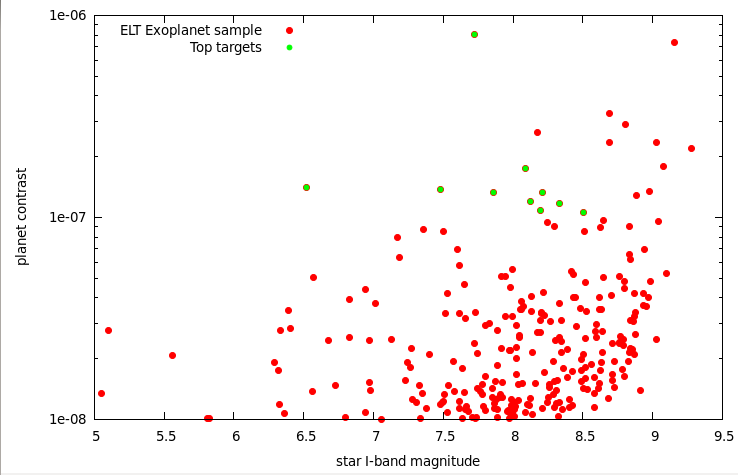 1e-06
ELT Exoplanet sample
Top targets
planet contrast
1e-07
1e-08
5 5.5 6 6.5 7 7.5 8 8.5 9 9.5
star I-band magnitude